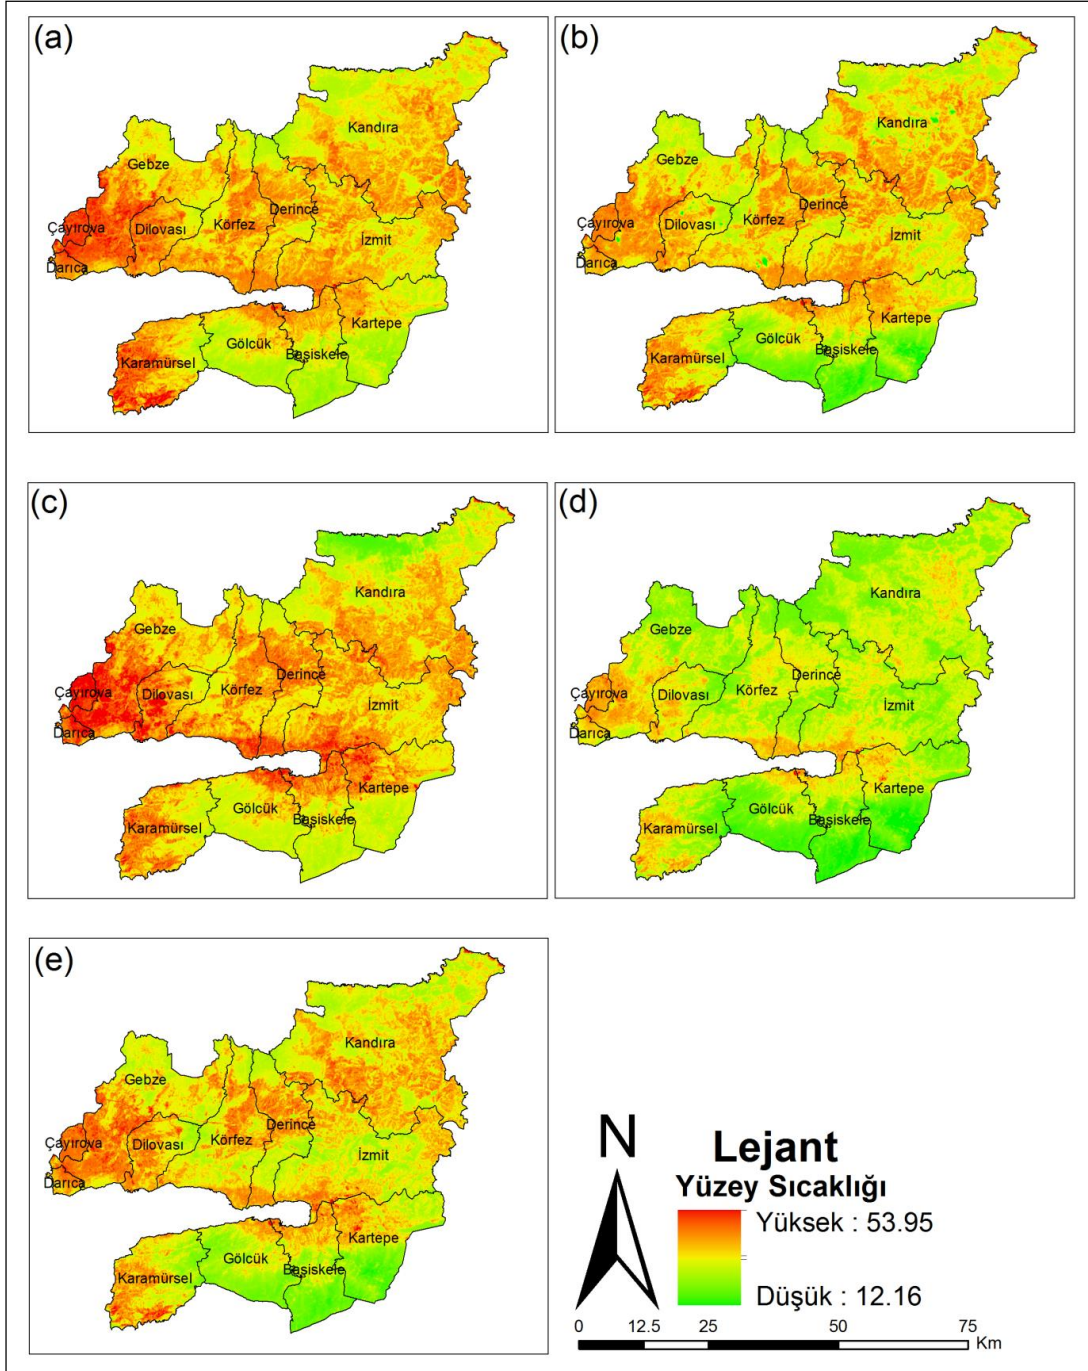 (a)
Kandıra
Gebze
Çayırova
Dilovası
Körfez
Derince
İzmit
Darıca
Kartepe
Gölcük
Başiskele
Karamürsel
(b)
Kandıra
Gebze
Çayırova
Dilovası
Körfez
Derince
İzmit
Darıca
Kartepe
Gölcük
Başiskele
Karamürsel
(c)
Kandıra
Gebze
Çayırova
Dilovası
Körfez
Derince
İzmit
Darıca
Kartepe
Gölcük
Başiskele
Karamürsel
(d)
Kandıra
Gebze
Çayırova
Dilovası
Körfez
Derince
İzmit
Darıca
Kartepe
Gölcük
Başiskele
Karamürsel
(e)
Kandıra
Gebze
Çayırova
Dilovası
Körfez
Derince
İzmit
Darıca
Kartepe
Gölcük
Başiskele
Karamürsel
N
Lejant
Yüzey Sıcaklığı
Yüksek : 53.95
Düşük : 12.16
0 12.5 25 50 75
Km